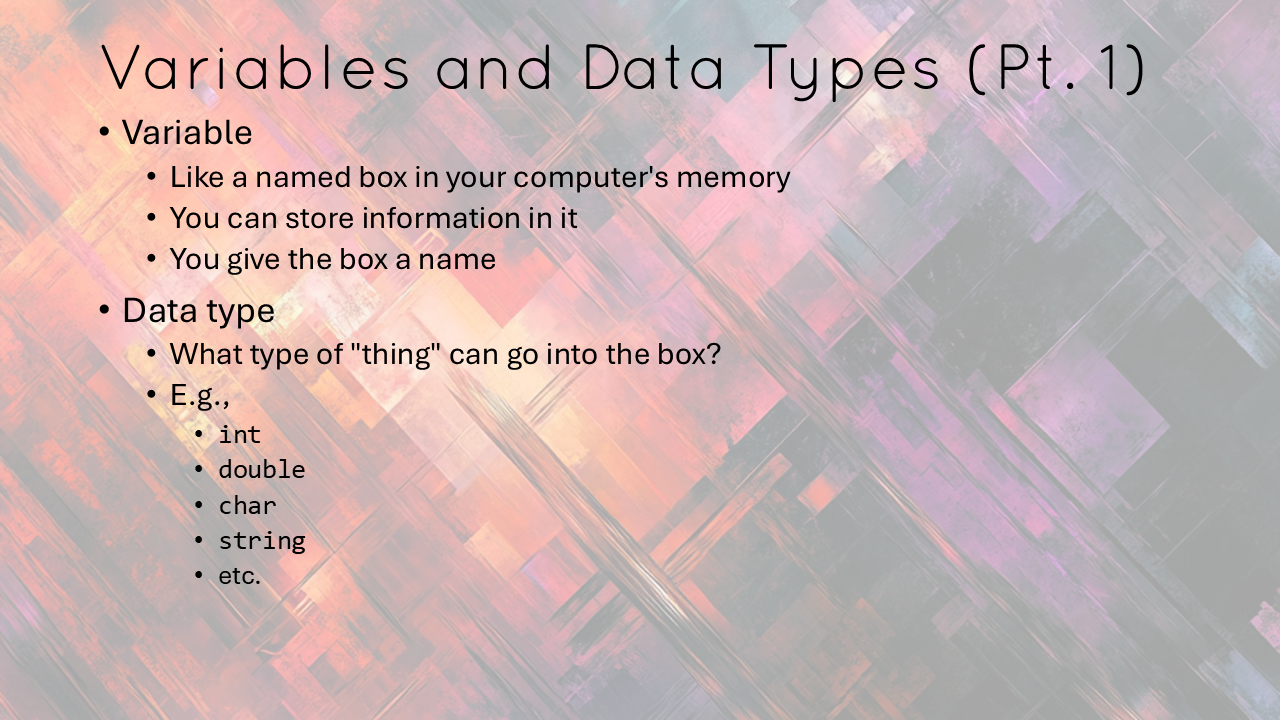 Variables and Data Types (Pt. 1)
• Variable
• Like a named box in your computer's memory
• You can store information in it
• You give the box a name
• Data type
• What type of "thing" can go into the box?
• E.g.,
• int
• double
• char
• string
• etc.